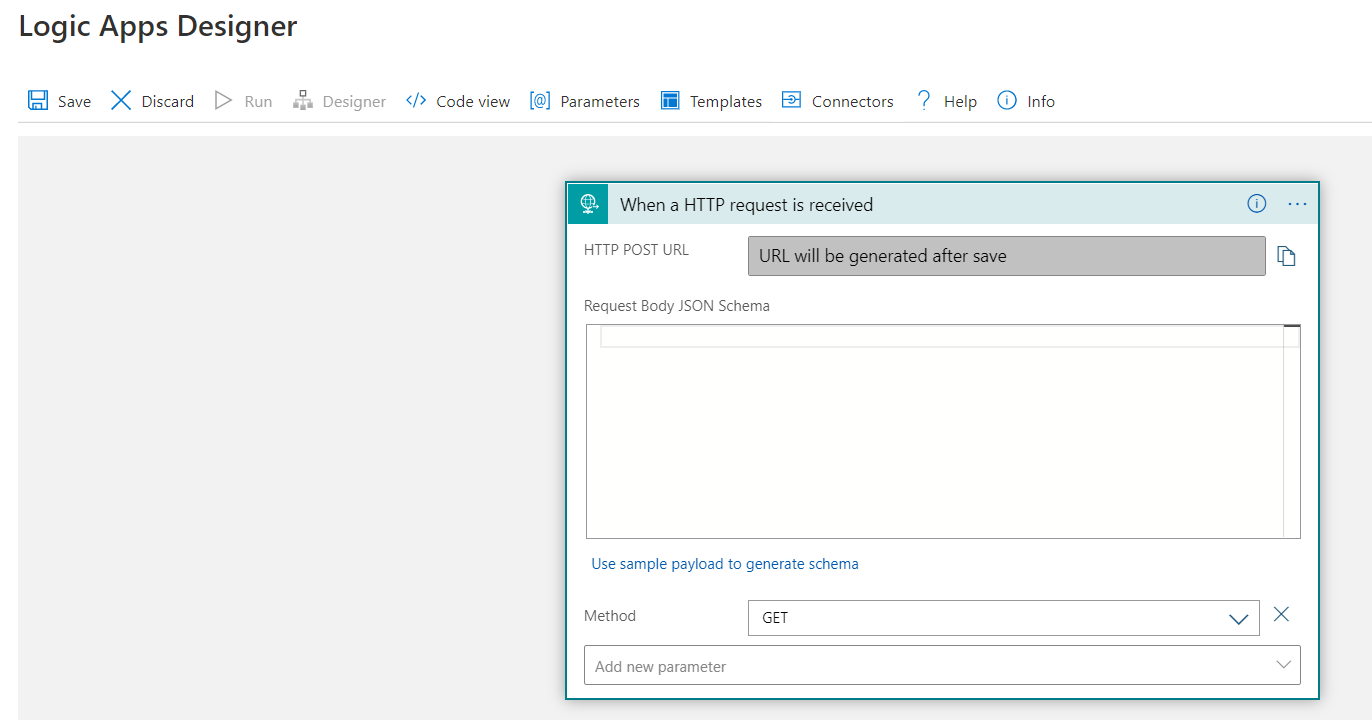 Logic Apps Designer
Save Discard Run Designer </> Code view [@] Parameters Templates Connectors ? Help Info
When a HTTP request is received
HTTP POST URL URL will be generated after save
Request Body JSON Schema
Use sample payload to generate schema
Method GET
Add new parameter